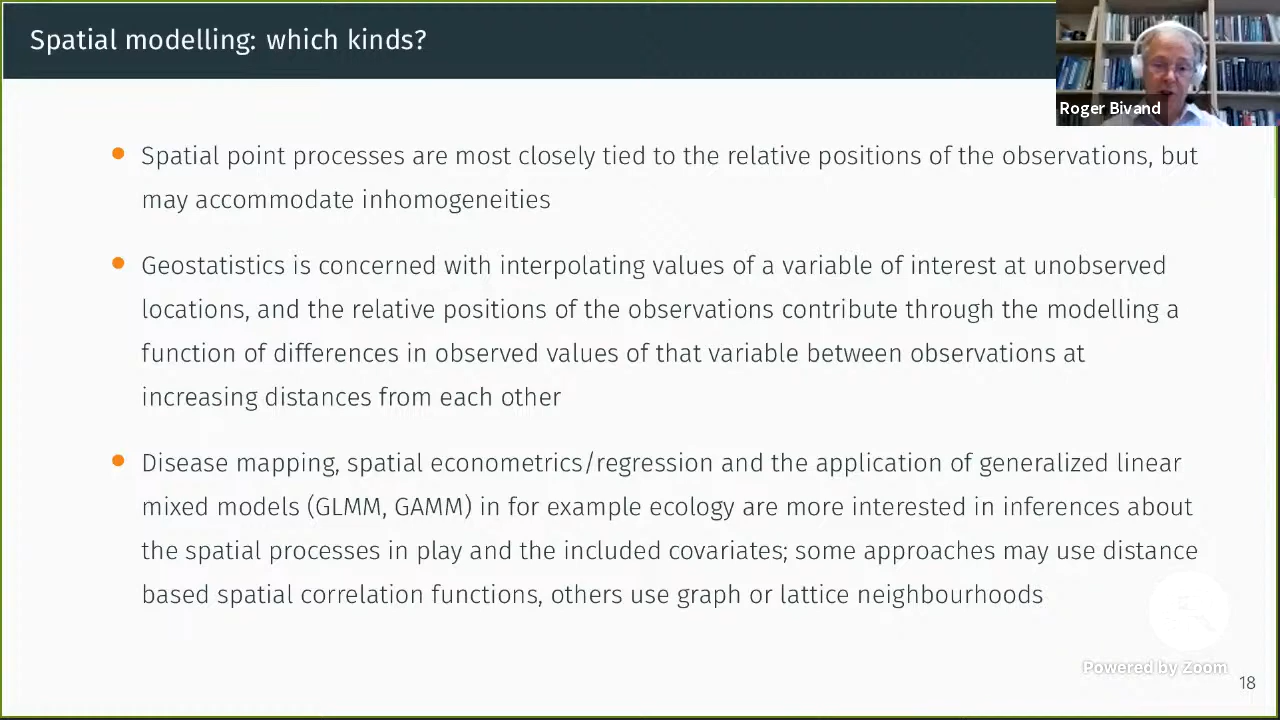 Spatial modelling: which kinds?
Roger Bivand
Spatial point processes are most closely tied to the relative positions of the observations, but
may accommodate inhomogeneities
Geostatistics is concerned with interpolating values of a variable of interest at unobserved
locations, and the relative positions of the observations contribute through the modelling a
function of differences in observed values of that variable between observations at
increasing distances from each other
Disease mapping, spatial econometrics/regression and the application of generalized linear
mixed models (GLMM, GAMM) in for example ecology are more interested in inferences about
the spatial processes in play and the included covariates; some approaches may use distance
based spatial correlation functions, others use graph or lattice neighbourhoods
Powered by Zoom
18